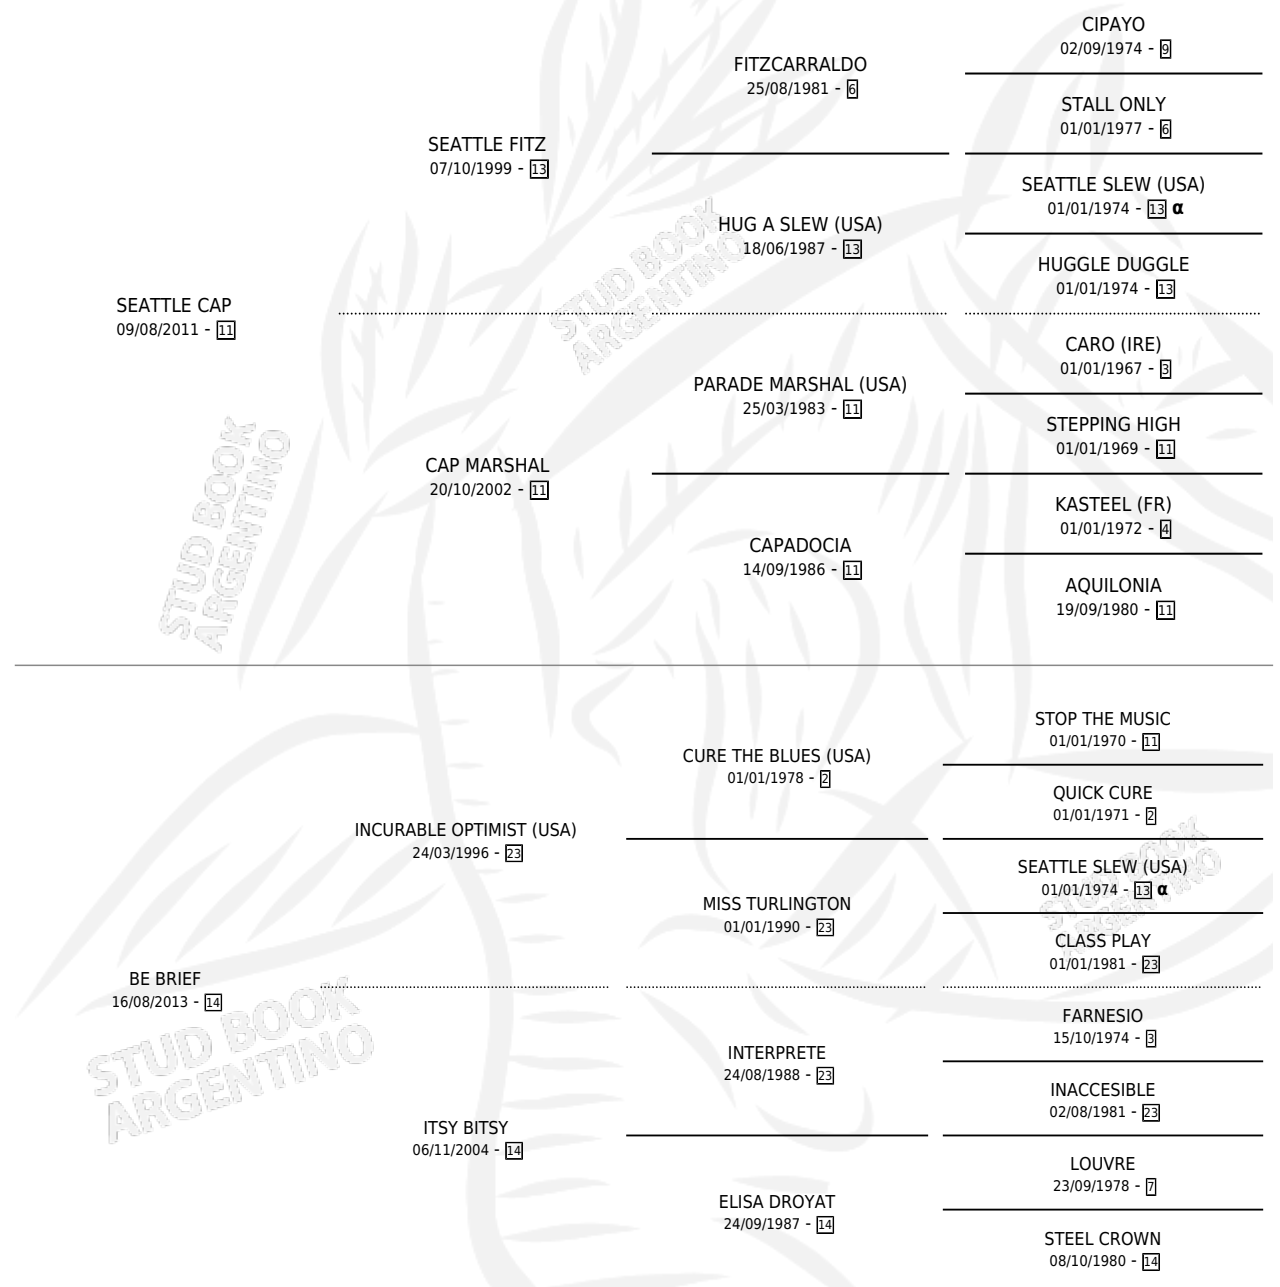 CIPAYO
02/09/1974 - 9
FITZCARRALDO
25/08/1981 - 6
STALL ONLY
01/01/1977 - 6
SEATTLE FITZ
07/10/1999 - 13
SEATTLE SLEW (USA)
01/01/1974 - 13 α
HUG A SLEW (USA)
18/06/1987 - 13
HUGGLE DUGGLE
01/01/1974 - 13
SEATTLE CAP
09/08/2011 - 11
STUD BOOK
ARGENTINO
CARO (IRE)
01/01/1967 - 3
PARADE MARSHAL (USA)
25/03/1983 - 11
STEPPING HIGH
01/01/1969 - 11
CAP MARSHAL
20/10/2002 - 11
KASTEEL (FR)
01/01/1972 - 4
CAPADOCIA
14/09/1986 - 11
AQUILONIA
19/09/1980 - 11
STUD BOOK
ARGENTINO
STOP THE MUSIC
01/01/1970 - 11
CURE THE BLUES (USA)
01/01/1978 - 2
QUICK CURE
01/01/1971 - 2
INCURABLE OPTIMIST (USA)
24/03/1996 - 23
SEATTLE SLEW (USA)
01/01/1974 - 13 α
MISS TURLINGTON
01/01/1990 - 23
CLASS PLAY
01/01/1981 - 23
STUD BOOK
ARGENTINO
BE BRIEF
16/08/2013 - 14
STUD BOOK
ARGENTINO
FARNESIO
15/10/1974 - 3
INTERPRETE
24/08/1988 - 23
INACCESIBLE
02/08/1981 - 23
ITSY BITSY
06/11/2004 - 14
LOUVRE
23/09/1978 - 7
ELISA DROYAT
24/09/1987 - 14
STEEL CROWN
08/10/1980 - 14